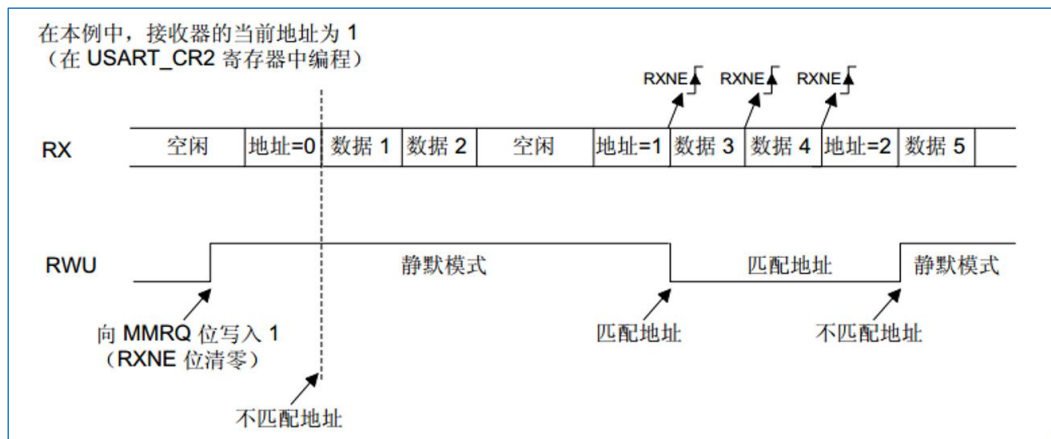 在本例中，接收器的当前地址为 1
（在 USART_CR2 寄存器中编程）
RXNE RXNE RXNE
RX 空闲 地址=0 数据 1 数据 2 空闲 地址=1 数据 3 数据 4 地址=2 数据 5
RWU 静默模式 匹配地址 静默模式
向 MMRQ 位写入 1
（RXNE 位清零）
匹配地址 不匹配地址
不匹配地址